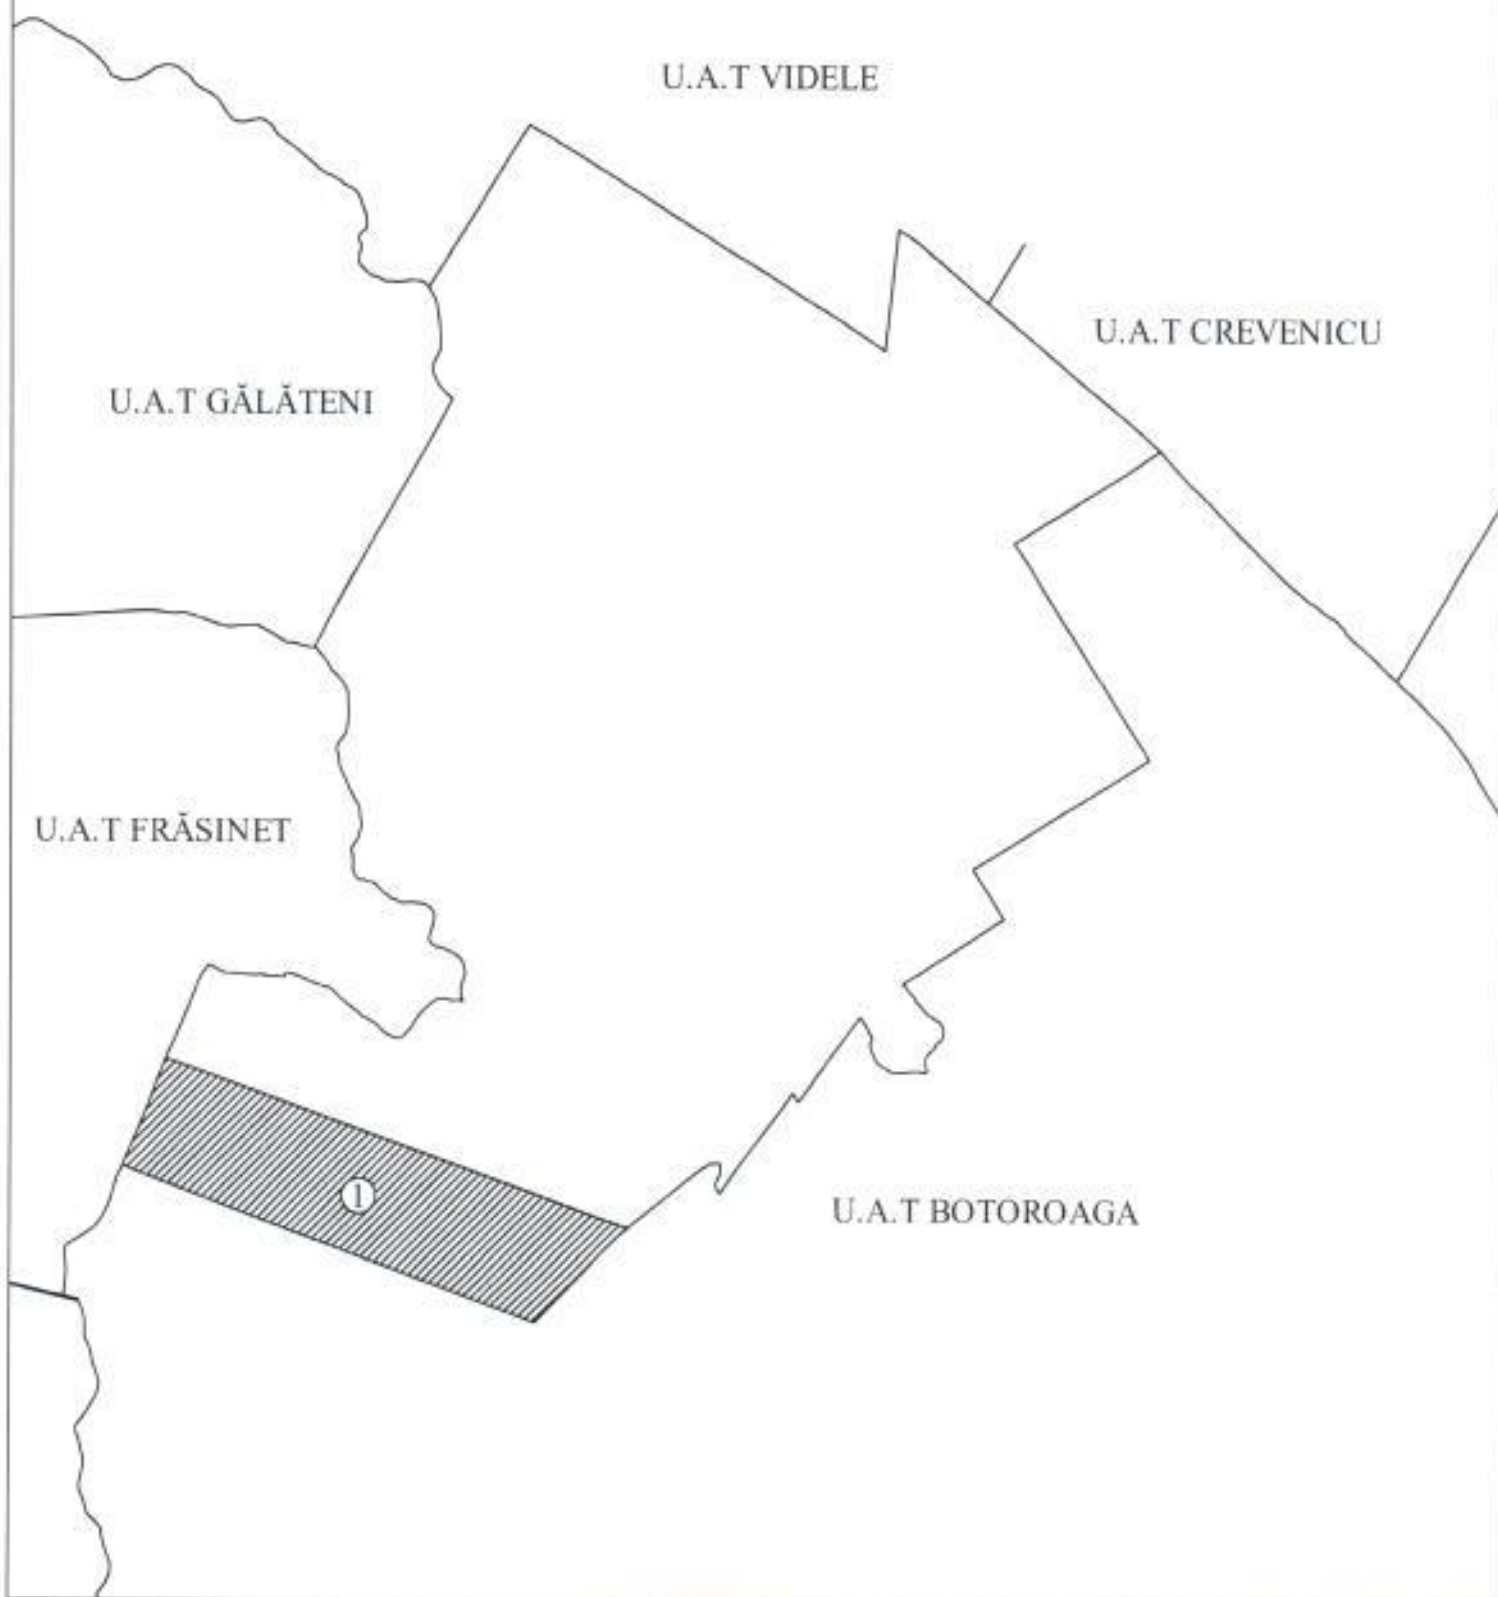 U.A.T VIDELE
U.A.T CREVENICU
U.A.T GĂLĂTENI
U.A.T FRĂSINET
1
U.A.T BOTOROAGA